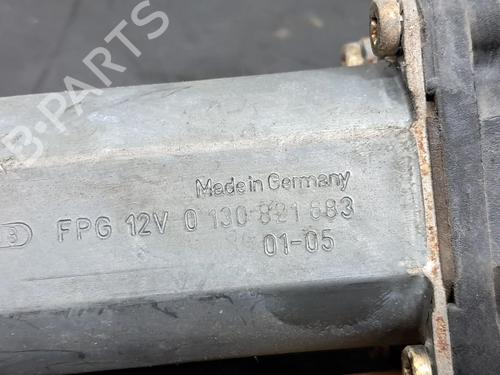 B-PARTS
Made in Germany
FPG 12V 0 130 821 683
01-05